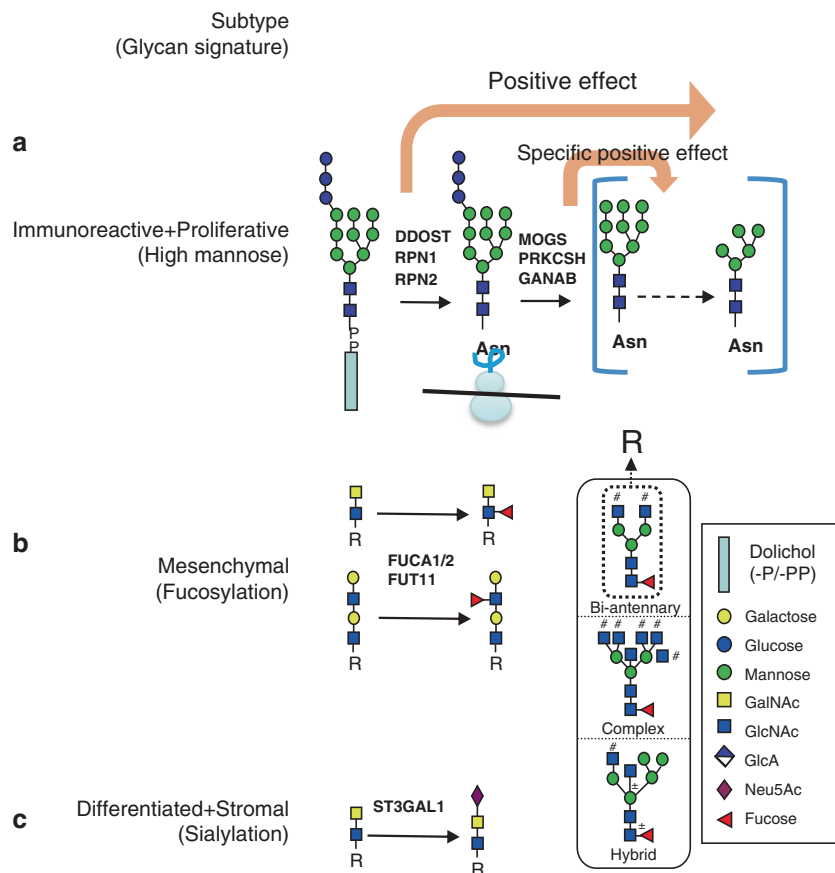 Subtype
(Glycan signature)
Positive effect
a
Specific positive effect
Immunoreactive+Proliferative
(High mannose)
DDOST
RPN1
RPN2
MOGS
PRKCSH
GANAB
P
P
Asn
Asn
Asn
R
b
Mesenchymal
(Fucosylation)
R
R
FUCA1/2
FUT11
R
R
# #
Bi-antennary
# # # #
#
Complex
#
±
±
Hybrid
Dolichol
(-P/-PP)
Galactose
Glucose
Mannose
GalNAc
GlcNAc
GlcA
Neu5Ac
Fucose
c
Differentiated+Stromal
(Sialylation)
ST3GAL1
R
R